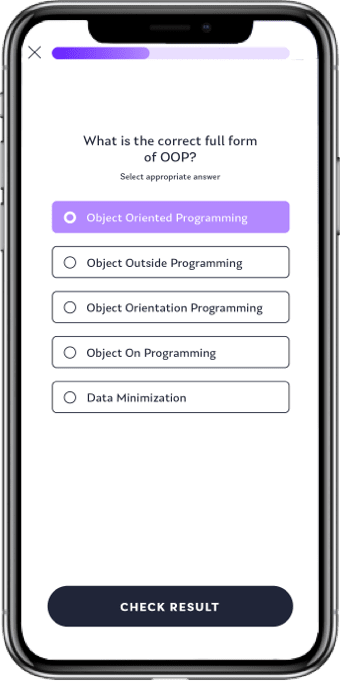 What is the correct full form
of OOP?
Select appropriate answer
Object Oriented Programming
Object Outside Programming
Object Orientation Programming
Object On Programming
Data Minimization
CHECK RESULT